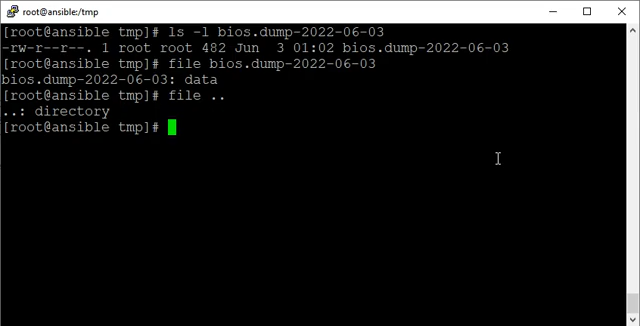 root@ansible:/tmp
[root@ansible tmp]# ls -l bios.dump-2022-06-03
-rw-r--r--. 1 root root 482 Jun  3 01:02 bios.dump-2022-06-03
[root@ansible tmp]# file bios.dump-2022-06-03
bios.dump-2022-06-03: data
[root@ansible tmp]# file ..
..: directory
[root@ansible tmp]#